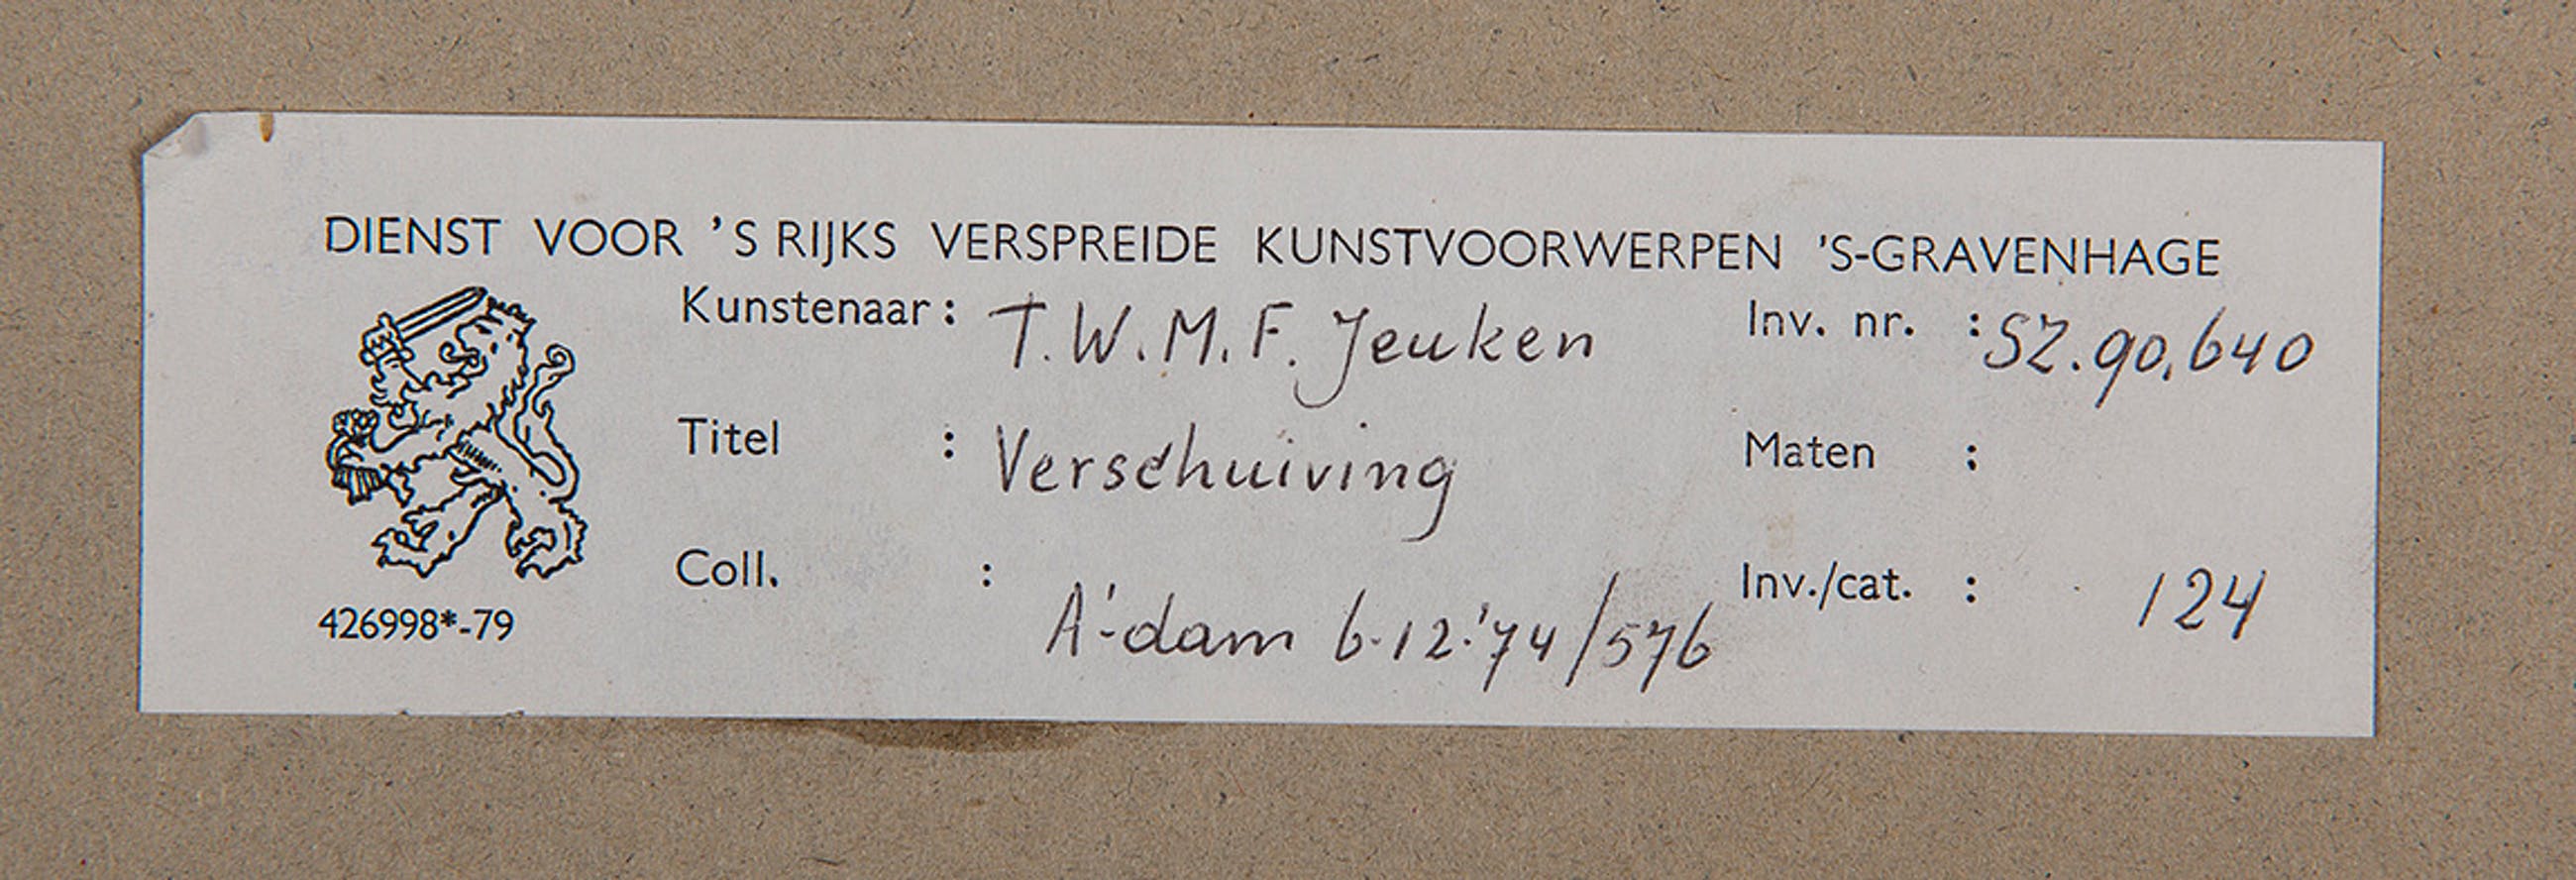 DIENST VOOR 'S RIJKS VERSPREIDE KUNSTVOORWERPEN 'S-GRAVENHAGE
Kunstenaar: T.W.M.F. Jeuken Inv. nr. : SZ.90.640
Titel : Verschuiving Maten :
Coll. : A'-dam 6-12-'74/576 Inv./cat. : 124
426998*-79